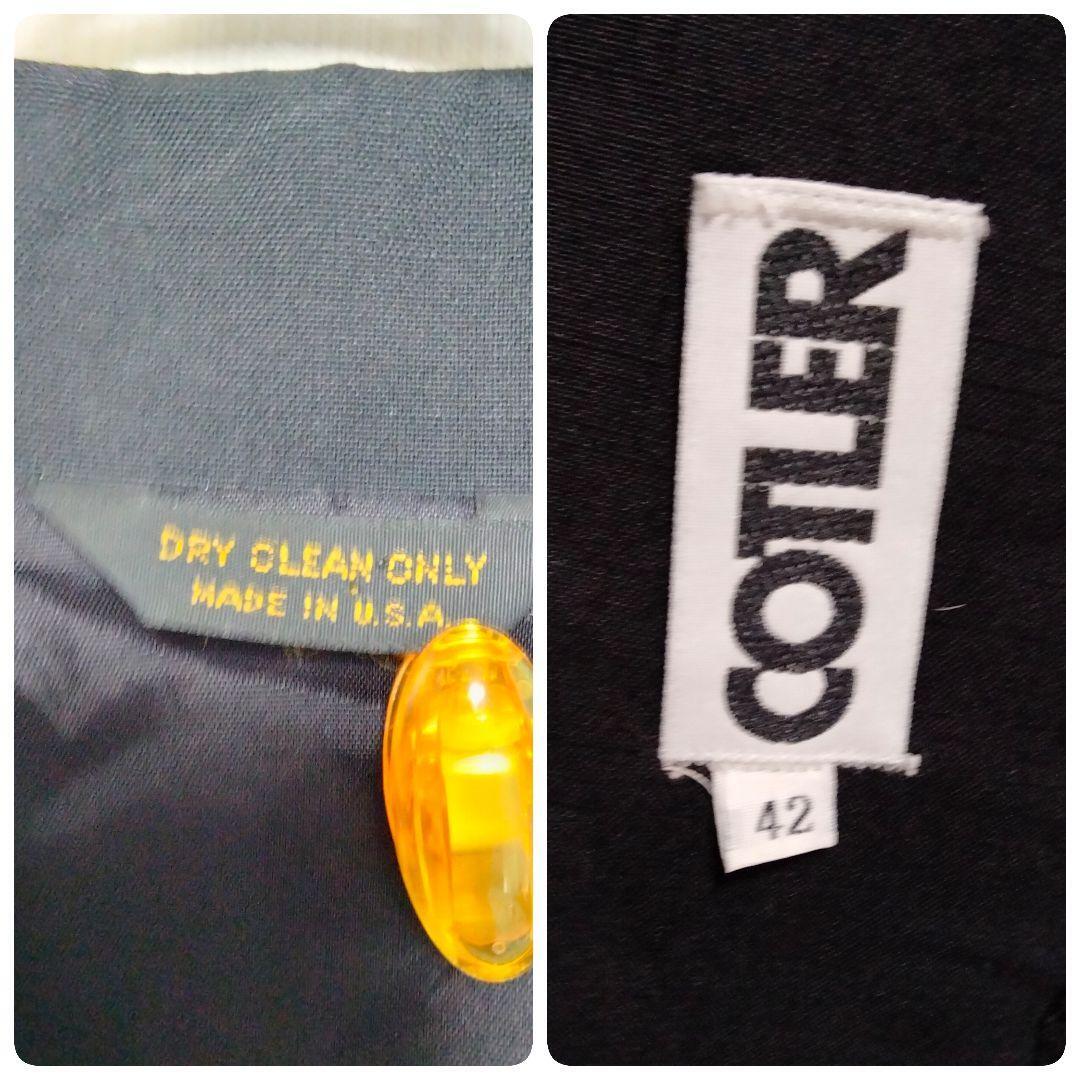 DRY CLEAN ONLY
MADE IN U.S.A.
COTLER
42